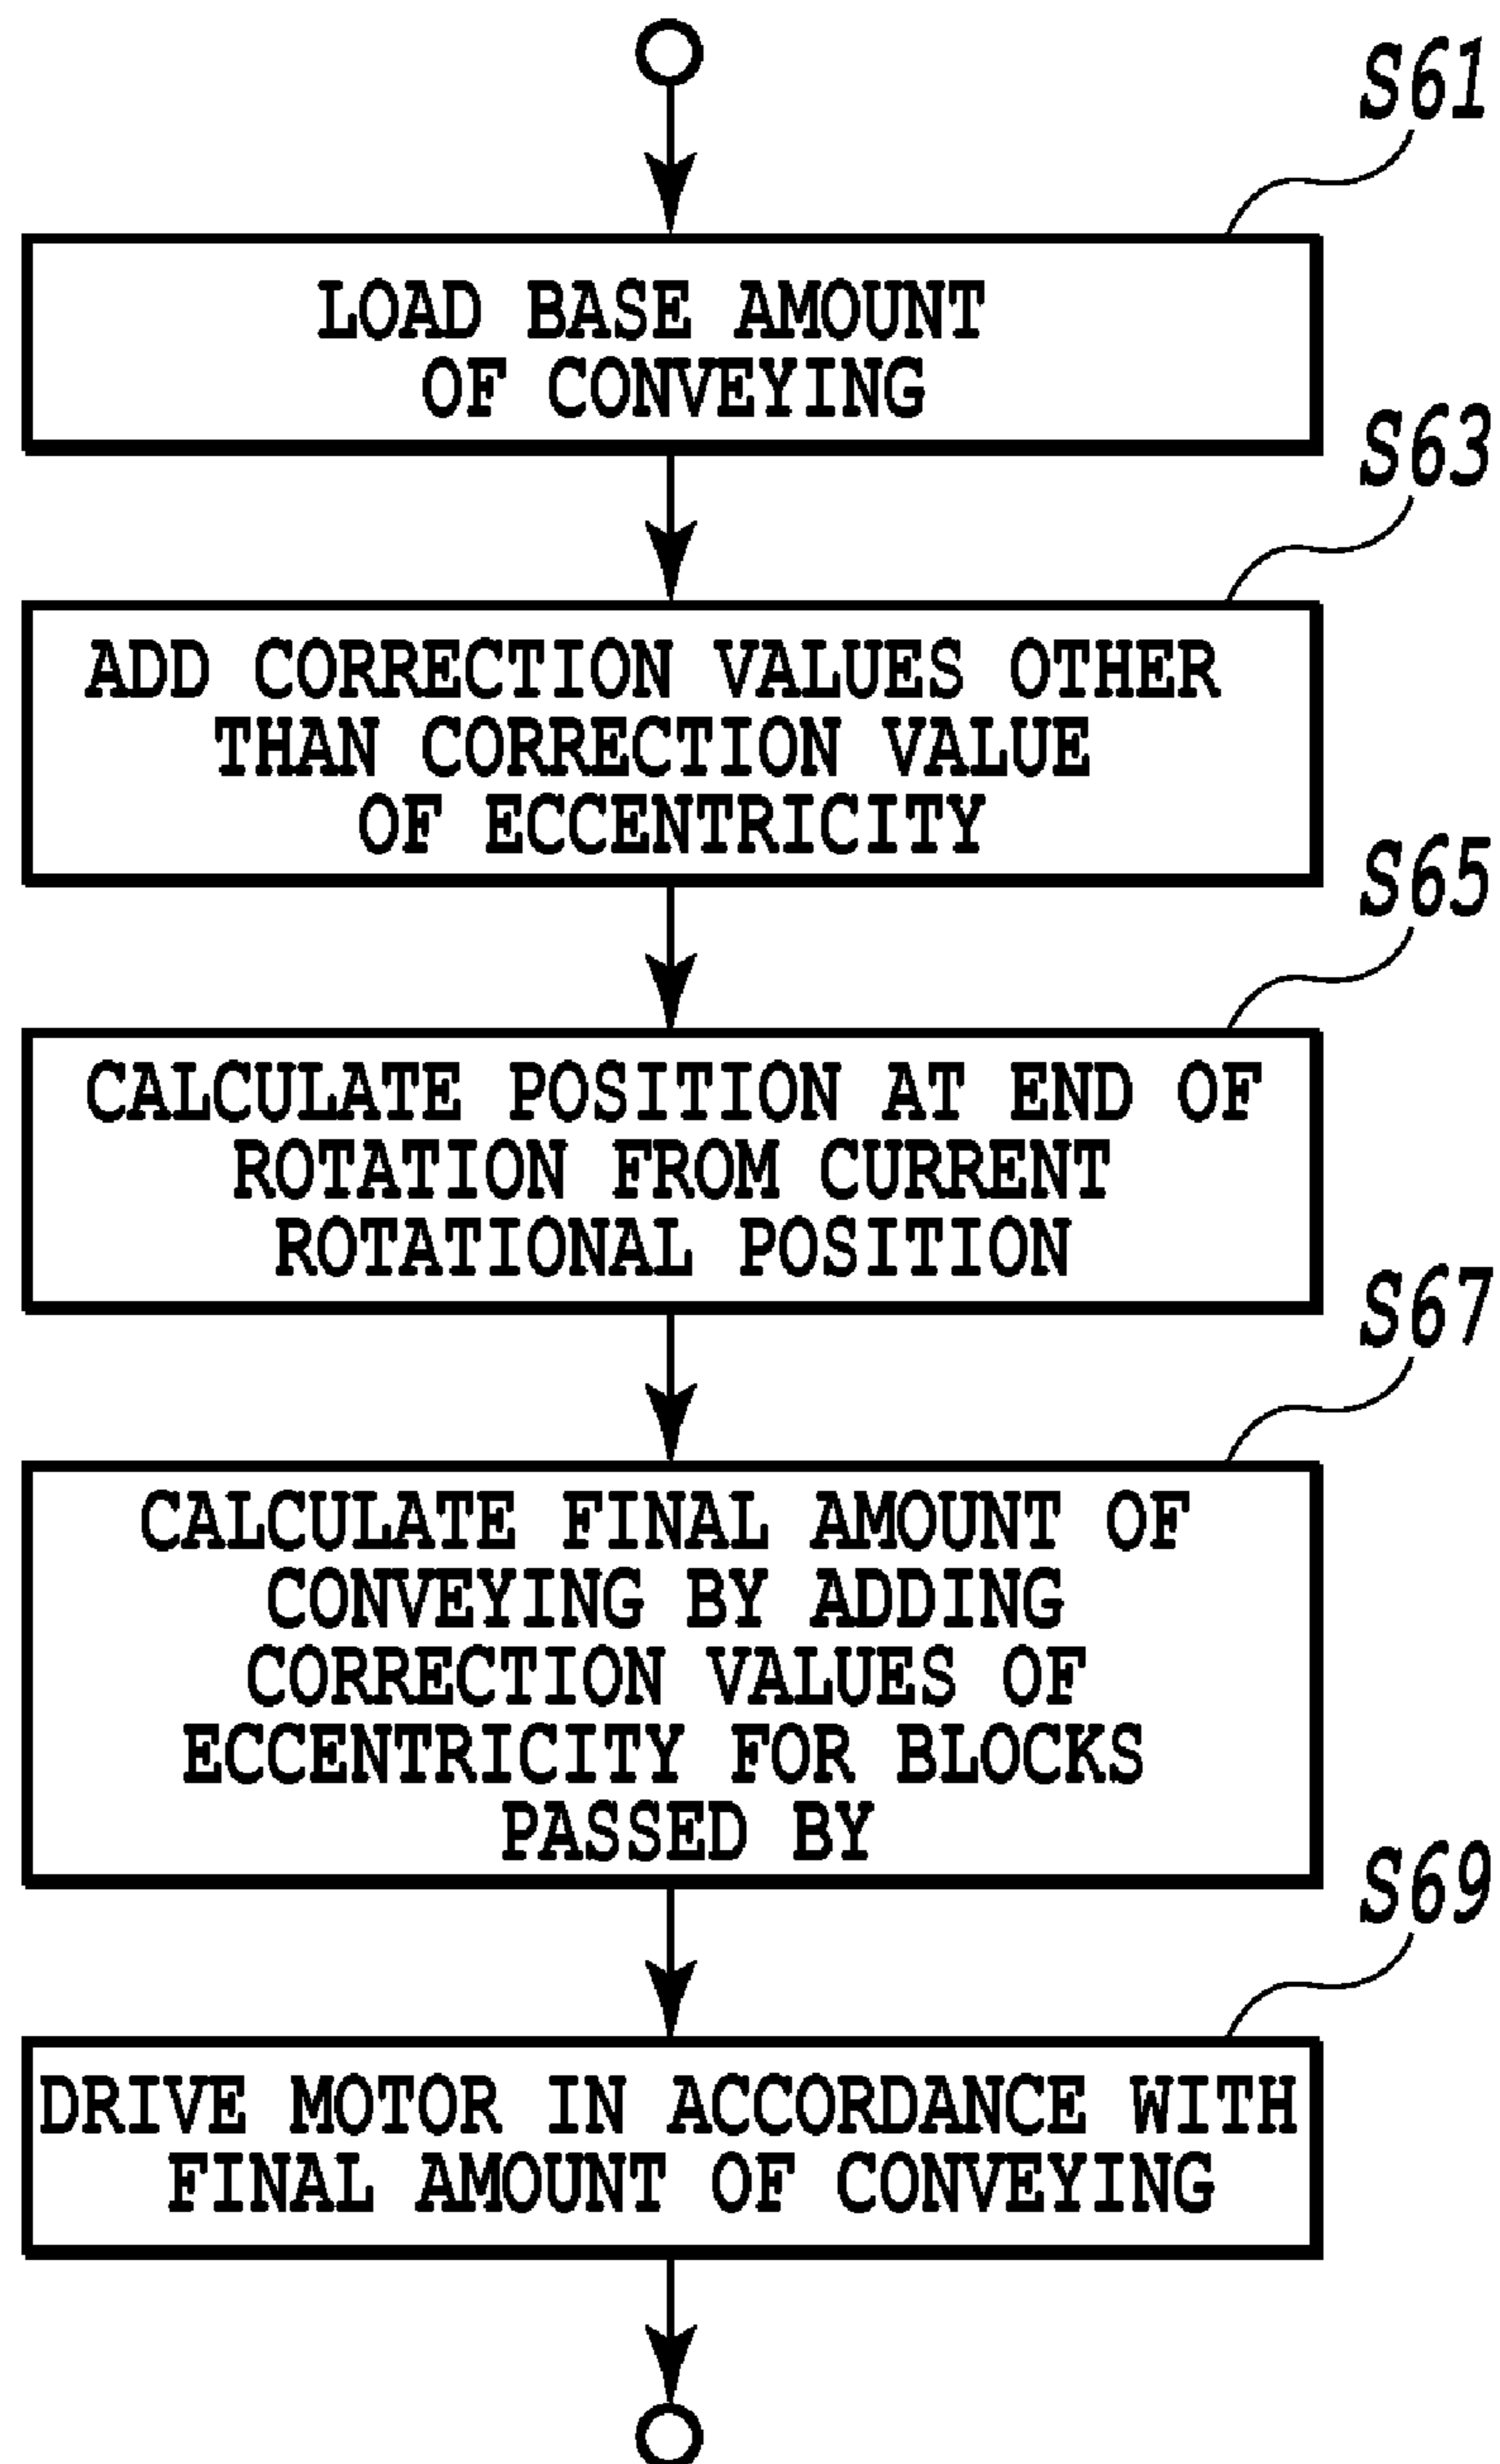 S61
LOAD BASE AMOUNT
OF CONVEYING
S63
ADD CORRECTION VALUES OTHER
THAN CORRECTION VALUE
OF ECCENTRICITY
S65
CALCULATE POSITION AT END OF
ROTATION FROM CURRENT
ROTATIONAL POSITION
S67
CALCULATE FINAL AMOUNT OF
CONVEYING BY ADDING
CORRECTION VALUES OF
ECCENTRICITY FOR BLOCKS
PASSED BY
S69
DRIVE MOTOR IN ACCORDANCE WITH
FINAL AMOUNT OF CONVEYING